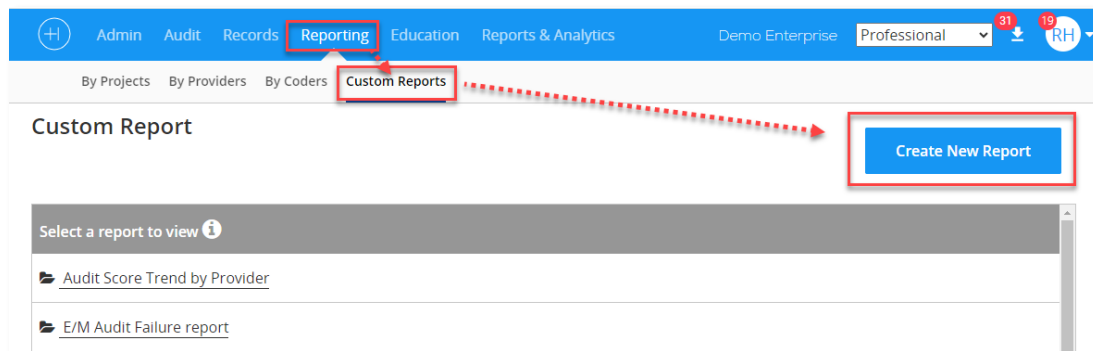 Admin Audit Records Reporting Education Reports & Analytics Demo Enterprise Professional 31 19 RH
By Projects By Providers By Coders Custom Reports
Custom Report
Create New Report
Select a report to view i
Audit Score Trend by Provider
E/M Audit Failure report